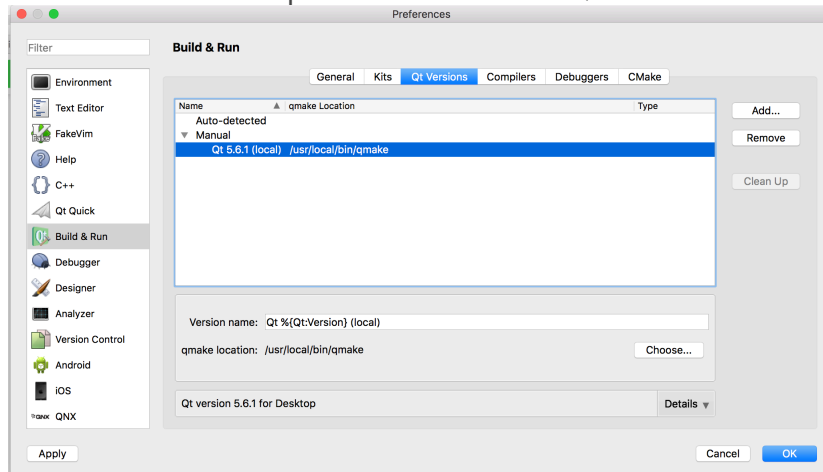 Preferences
Filter
Build & Run
General Kits Qt Versions Compilers Debuggers CMake
Environment
Text Editor
FakeVim
Help
C++
Qt Quick
Build & Run
Debugger
Designer
Analyzer
Version Control
Android
iOS
QNX QNX
Name qmake Location Type
Auto-detected
Manual
Qt 5.6.1 (local) /usr/local/bin/qmake
Add...
Remove
Clean Up
Version name: Qt %{Qt:Version} (local)
qmake location: /usr/local/bin/qmake Choose...
Qt version 5.6.1 for Desktop Details
Apply Cancel OK